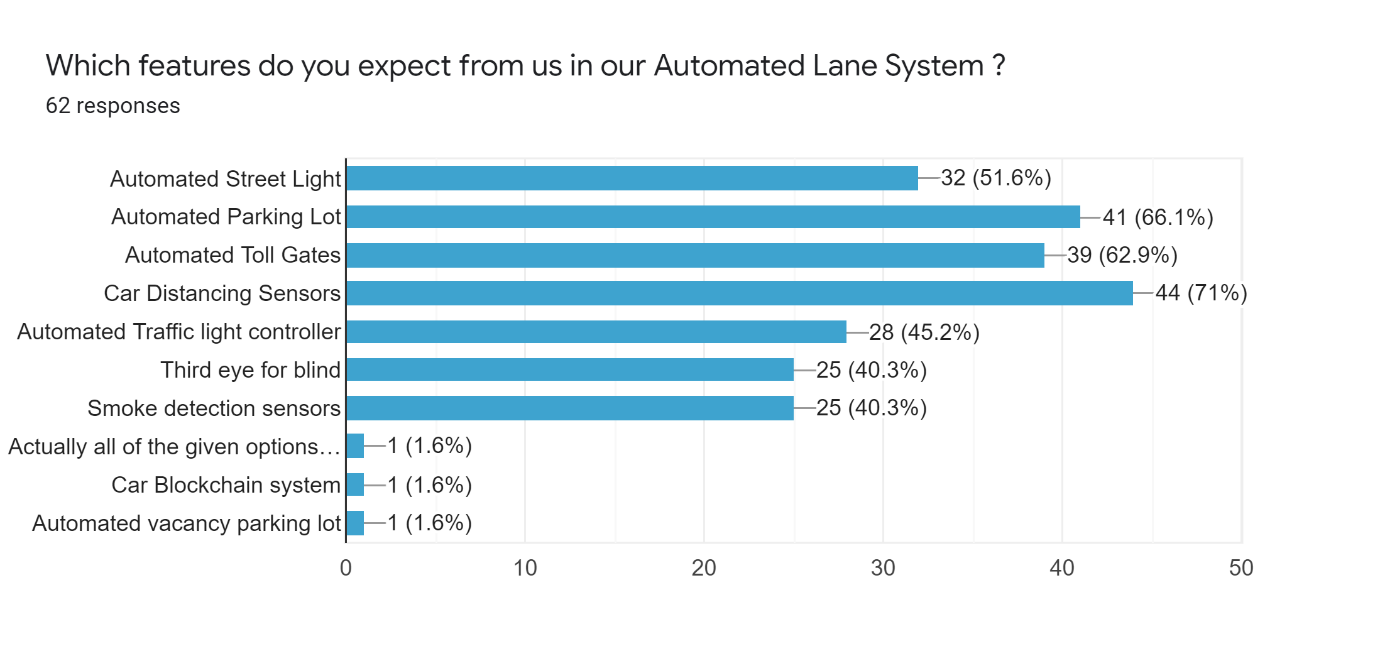 Which features do you expect from us in our Automated Lane System ?
62 responses
Automated Street Light 32 (51.6%)
Automated Parking Lot 41 (66.1%)
Automated Toll Gates 39 (62.9%)
Car Distancing Sensors 44 (71%)
Automated Traffic light controller 28 (45.2%)
Third eye for blind 25 (40.3%)
Smoke detection sensors 25 (40.3%)
Actually all of the given options… 1 (1.6%)
Car Blockchain system 1 (1.6%)
Automated vacancy parking lot 1 (1.6%)
0 10 20 30 40 50